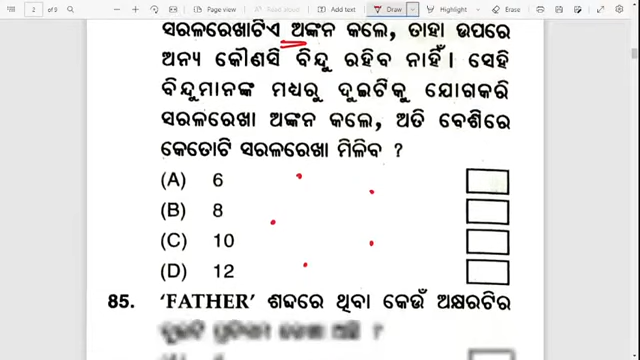 2 of 9
Page view
Read aloud
Add text
Draw
Highlight
Erase
ସରଳରେଖାଟିଏ ଅଙ୍କନ କଲେ, ତାହା ଉପରେ
ଅନ୍ୟ କୌଣସି ବିନ୍ଦୁ ରହିବ ନାହିଁ। ସେହି
ବିନ୍ଦୁମାନଙ୍କ ମଧ୍ୟରୁ ଦୁଇଟିକୁ ଯୋଗକରି
ସରଳରେଖା ଅଙ୍କନ କଲେ, ଅତି ବେଶିରେ
କେତୋଟି ସରଳରେଖା ମିଳିବ ?
(A) 6
(B) 8
(C) 10
(D) 12
85. 'FATHER' ଶବ୍ଦରେ ଥିବା କେଉଁ ଅକ୍ଷରଟିର